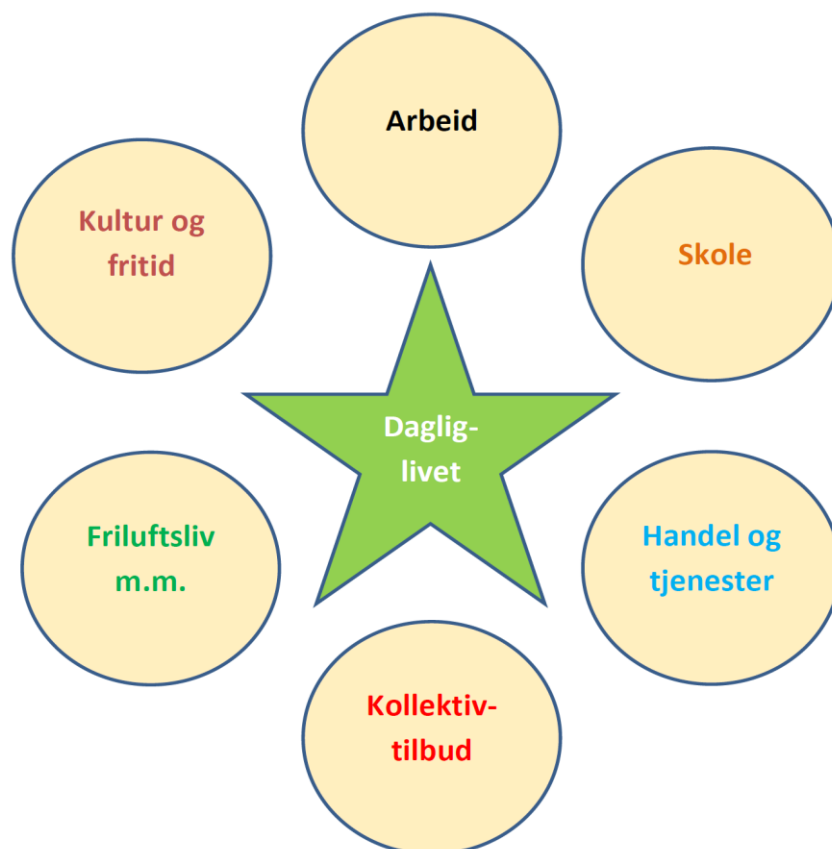 Arbeid
Kultur og
fritid
Skole
Daglig-
livet
Friluftsliv
m.m.
Handel og
tjenester
Kollektiv-
tilbud